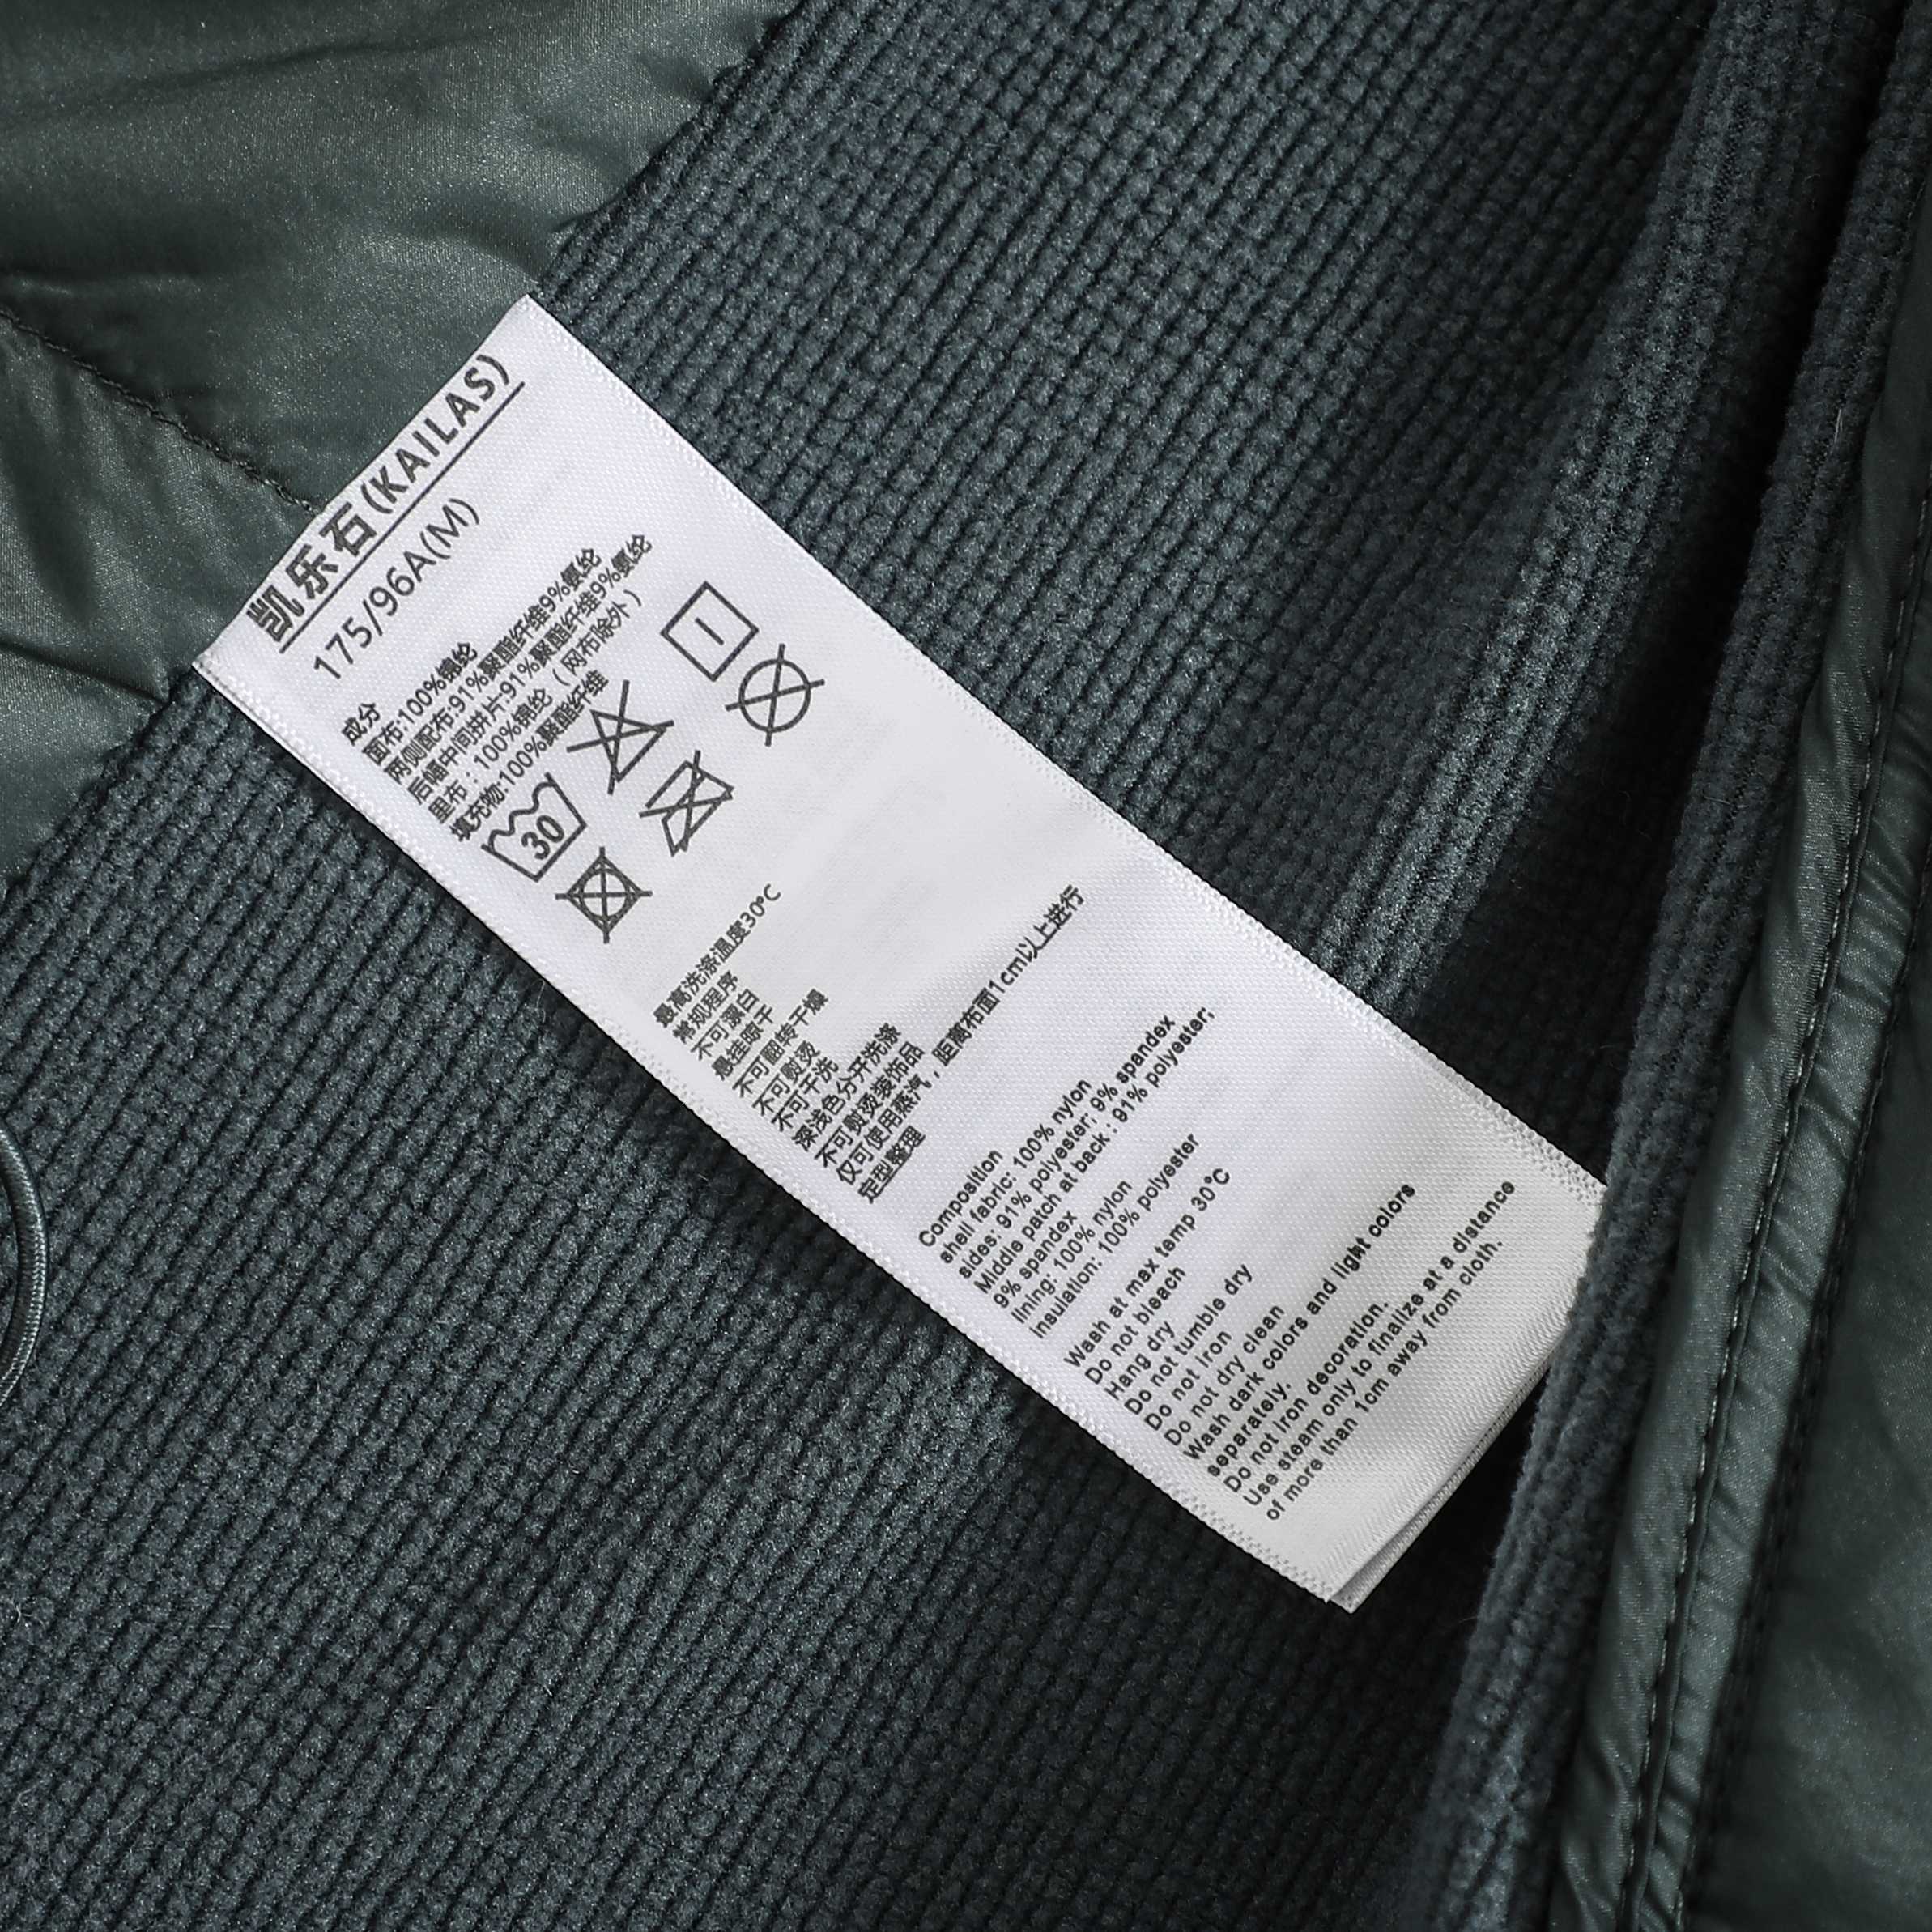 凯乐石(KAILAS)
175/96A(M)
成分
面布:100%锦纶
两侧配布:91%聚酯纤维9%氨纶
后幅中间拼片:91%聚酯纤维9%氨纶
里布：100%锦纶（网布除外）
填充物:100%聚酯纤维
30
最高洗涤温度30°C
常规程序
不可漂白
悬挂晾干
不可翻转干燥
不可熨烫
不可干洗
深浅色分开洗涤
不可熨烫装饰品
仅可使用蒸汽，距离布面1cm以上进行
定型整理
Composition
shell fabric: 100% nylon
sides: 91% polyester; 9% spandex
Middle patch at back : 91% polyester;
9% spandex
lining: 100% nylon
insulation: 100% polyester
Wash at max temp 30°C
Do not bleach
Hang dry
Do not tumble dry
Do not iron
Do not dry clean
Wash dark colors and light colors
separately.
Do not iron decoration.
Use steam only to finalize at a distance
of more than 1cm away from cloth.